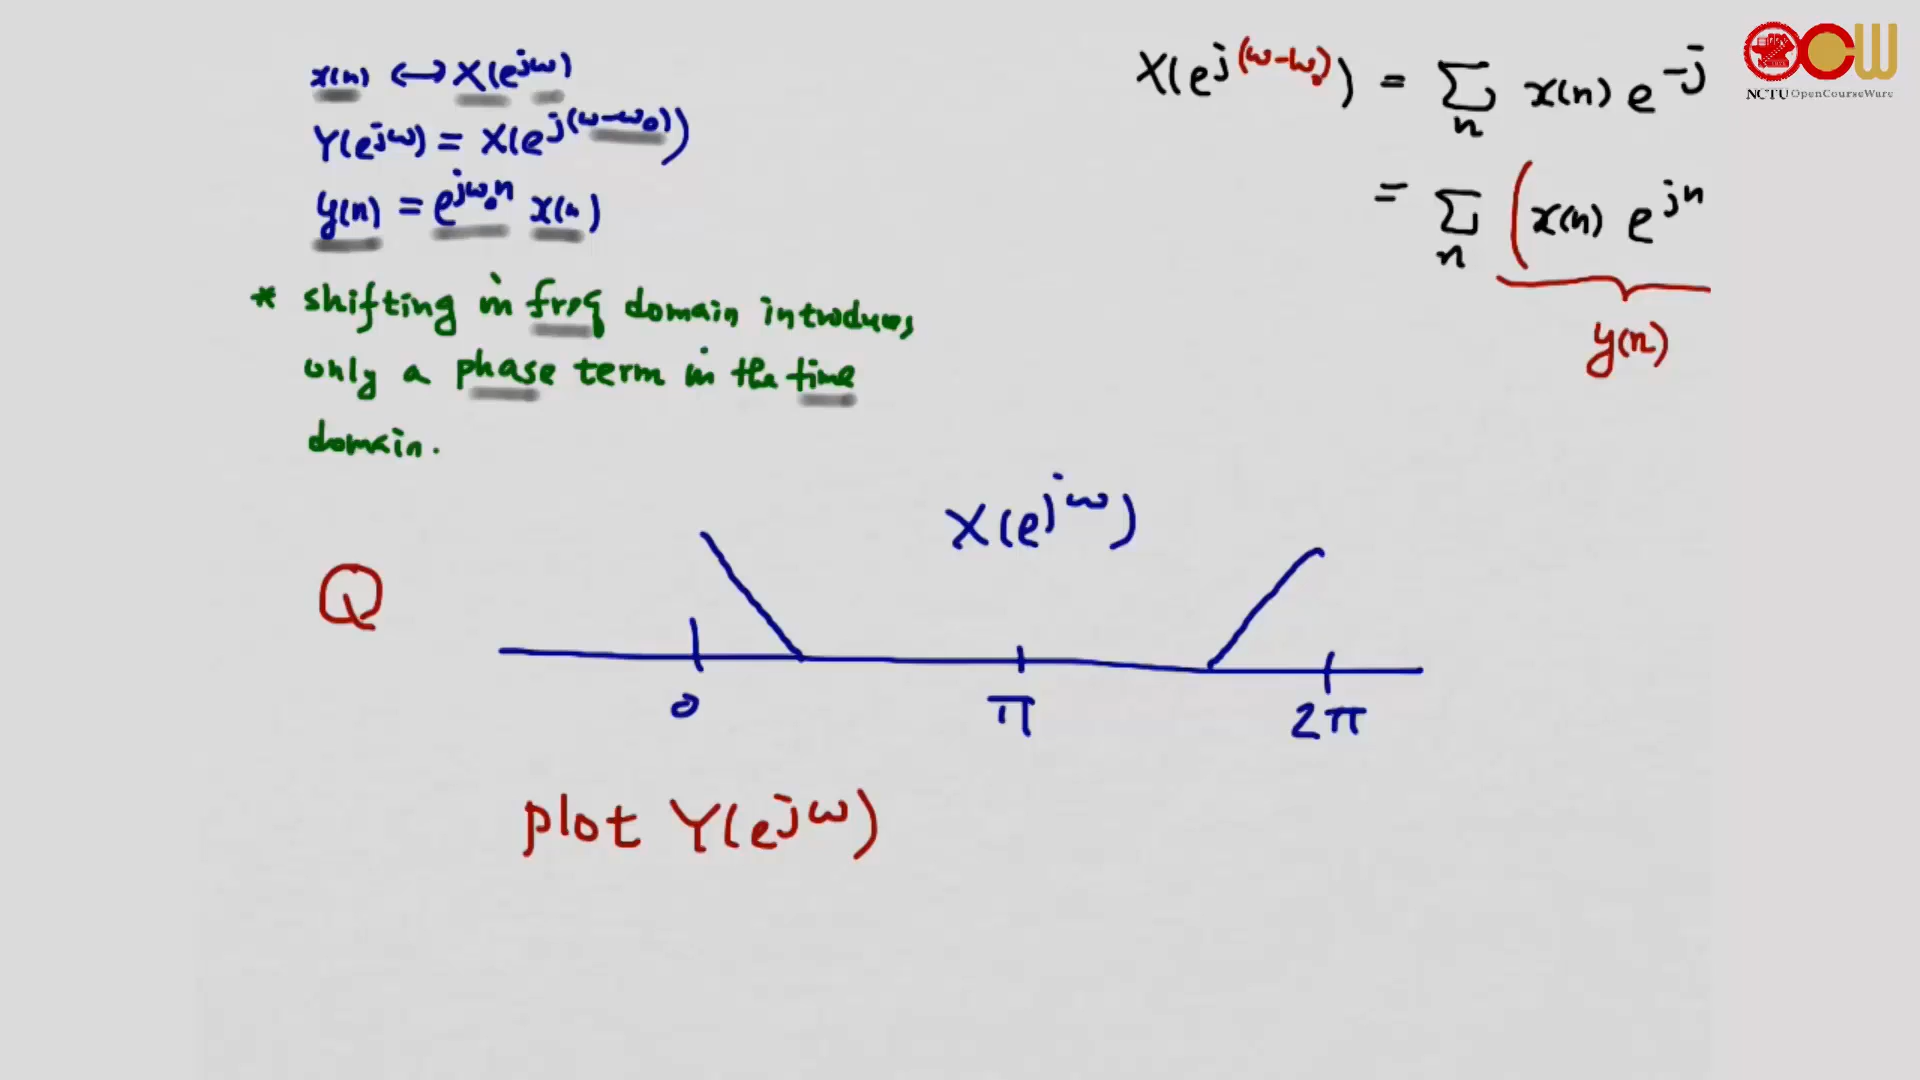 x(n) ↔ X(e^jω)
Y(e^jω) = X(e^j(ω-ω₀))
y(n) = e^jω₀n x(n)
* shifting in freq domain introduces
only a phase term in the time
domain.
X(e^j(ω-ω₀)) = Σ_n x(n) e^-j
= Σ_n (x(n) e^jn
y(n)
NCTU OpenCourseWare
Q
X(e^jω)
0 π 2π
plot Y(e^jω)